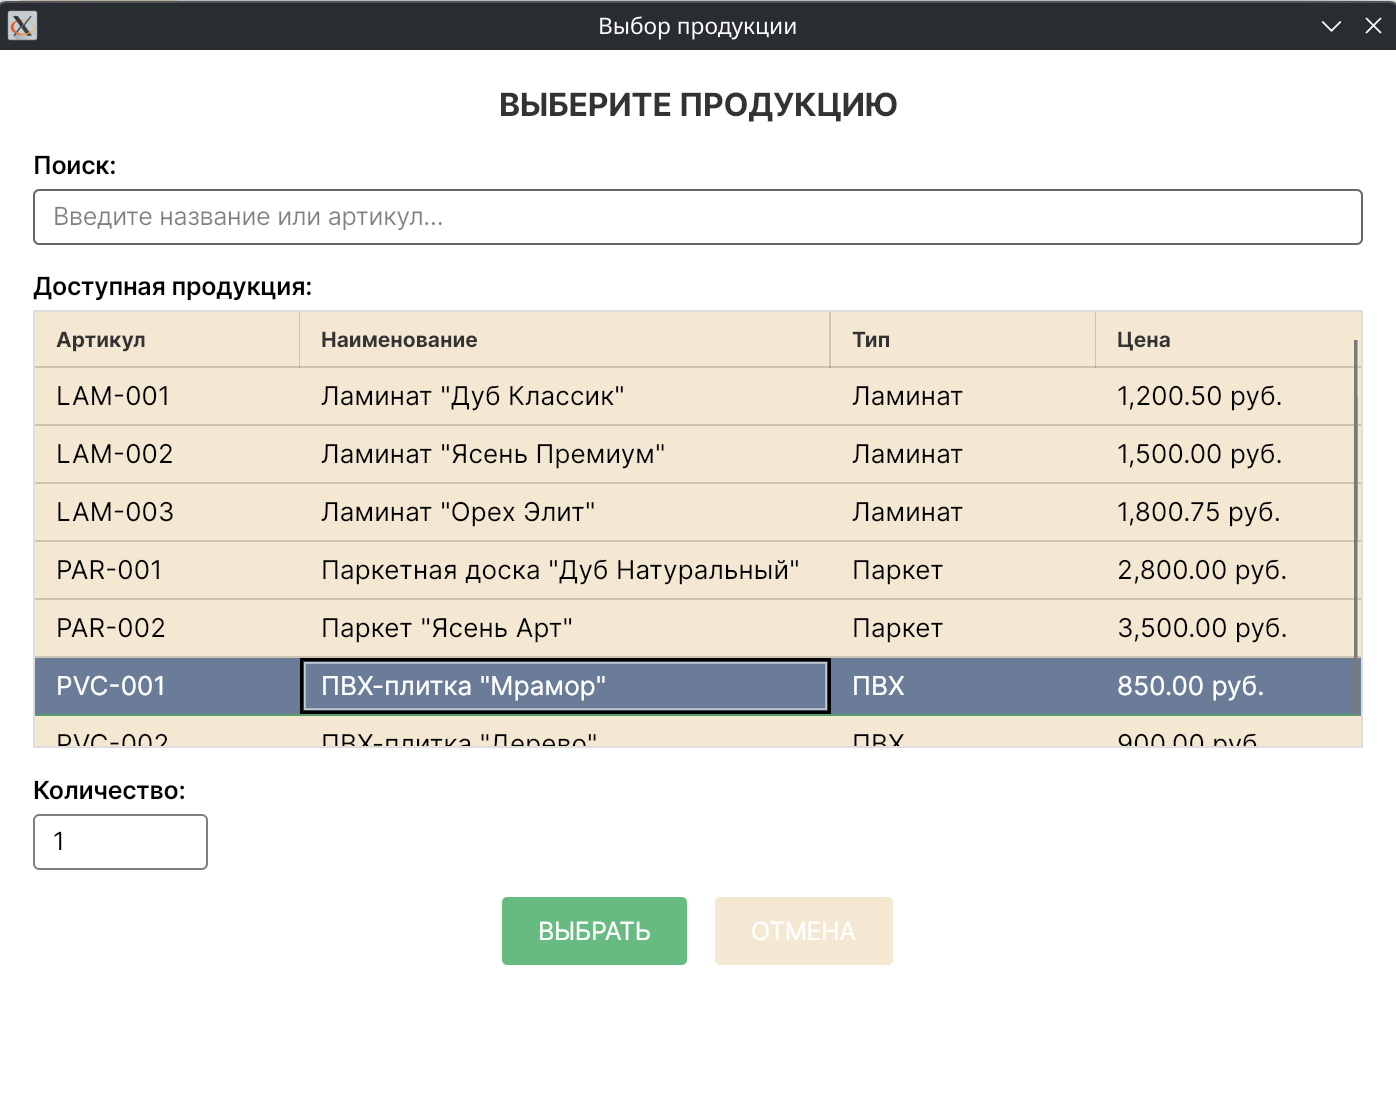 Выбор продукции
ВЫБЕРИТЕ ПРОДУКЦИЮ
Поиск:
Введите название или артикул...
Доступная продукция:
Артикул Наименование Тип Цена
LAM-001 Ламинат "Дуб Классик" Ламинат 1,200.50 руб.
LAM-002 Ламинат "Ясень Премиум" Ламинат 1,500.00 руб.
LAM-003 Ламинат "Орех Элит" Ламинат 1,800.75 руб.
PAR-001 Паркетная доска "Дуб Натуральный" Паркет 2,800.00 руб.
PAR-002 Паркет "Ясень Арт" Паркет 3,500.00 руб.
PVC-001 ПВХ-плитка "Мрамор" ПВХ 850.00 руб.
PVC-002 ПВХ-плитка "Дерево" ПВХ 900.00 руб.
Количество:
1
ВЫБРАТЬ ОТМЕНА